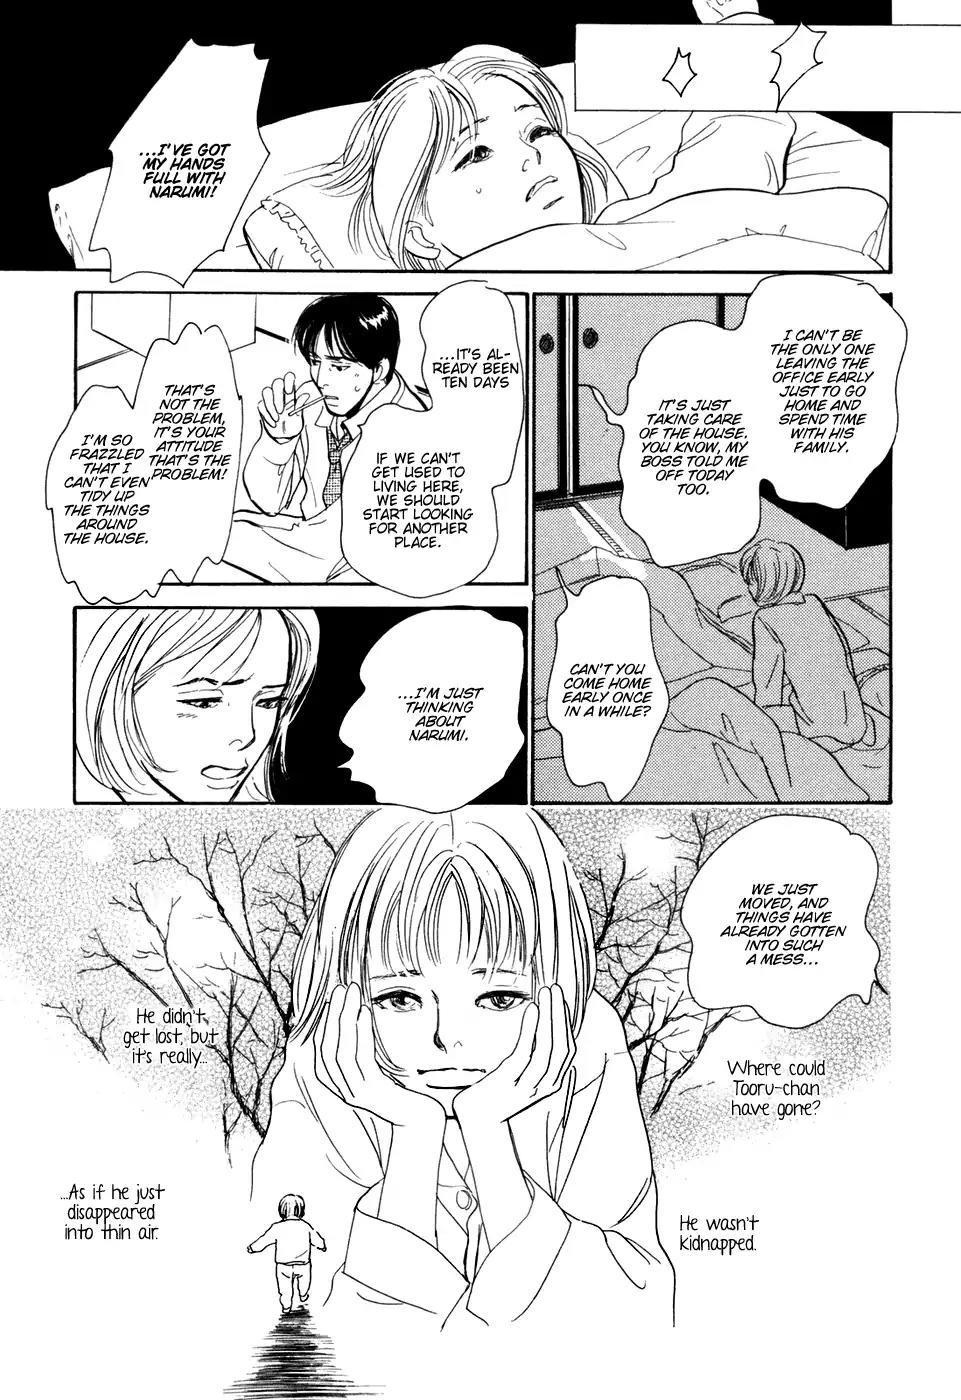 ...I'VE GOT
MY HANDS
FULL WITH
NARUMI!
I CAN'T BE
THE ONLY ONE
LEAVING THE
OFFICE EARLY
JUST TO GO
HOME AND
SPEND TIME
WITH HIS
FAMILY.
IT'S JUST
TAKING CARE
OF THE HOUSE.
YOU KNOW, MY
BOSS TOLD ME
OFF TODAY
TOO.
CAN'T YOU
COME HOME
EARLY ONCE
IN A WHILE?
...IT'S AL-
READY BEEN
TEN DAYS
IF WE CAN'T
GET USED TO
LIVING HERE,
WE SHOULD
START LOOKING
FOR ANOTHER
PLACE.
THAT'S
NOT THE
PROBLEM,
IT'S YOUR
ATTITUDE
THAT'S THE
PROBLEM!
I'M SO
FRAZZLED
THAT I
CAN'T EVEN
TIDY UP
THE THINGS
AROUND
THE HOUSE.
...I'M JUST
THINKING
ABOUT
NARUMI.
WE JUST
MOVED, AND
THINGS HAVE
ALREADY GOTTEN
INTO SUCH
A MESS...
Where could
Tooru-chan
have gone?
He wasn't
kidnapped.
He didn't
get lost, but
it's really...
...As if he just
disappeared
into thin air.